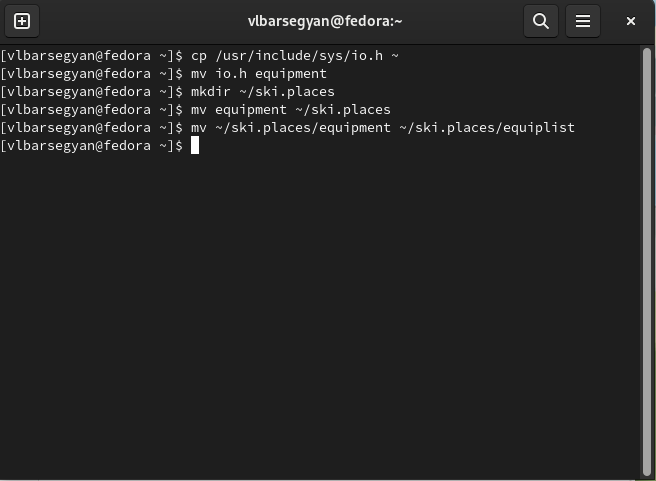 vlbarsegyan@fedora:~
[vlbarsegyan@fedora ~]$ cp /usr/include/sys/io.h ~
[vlbarsegyan@fedora ~]$ mv io.h equipment
[vlbarsegyan@fedora ~]$ mkdir ~/ski.places
[vlbarsegyan@fedora ~]$ mv equipment ~/ski.places
[vlbarsegyan@fedora ~]$ mv ~/ski.places/equipment ~/ski.places/equiplist
[vlbarsegyan@fedora ~]$